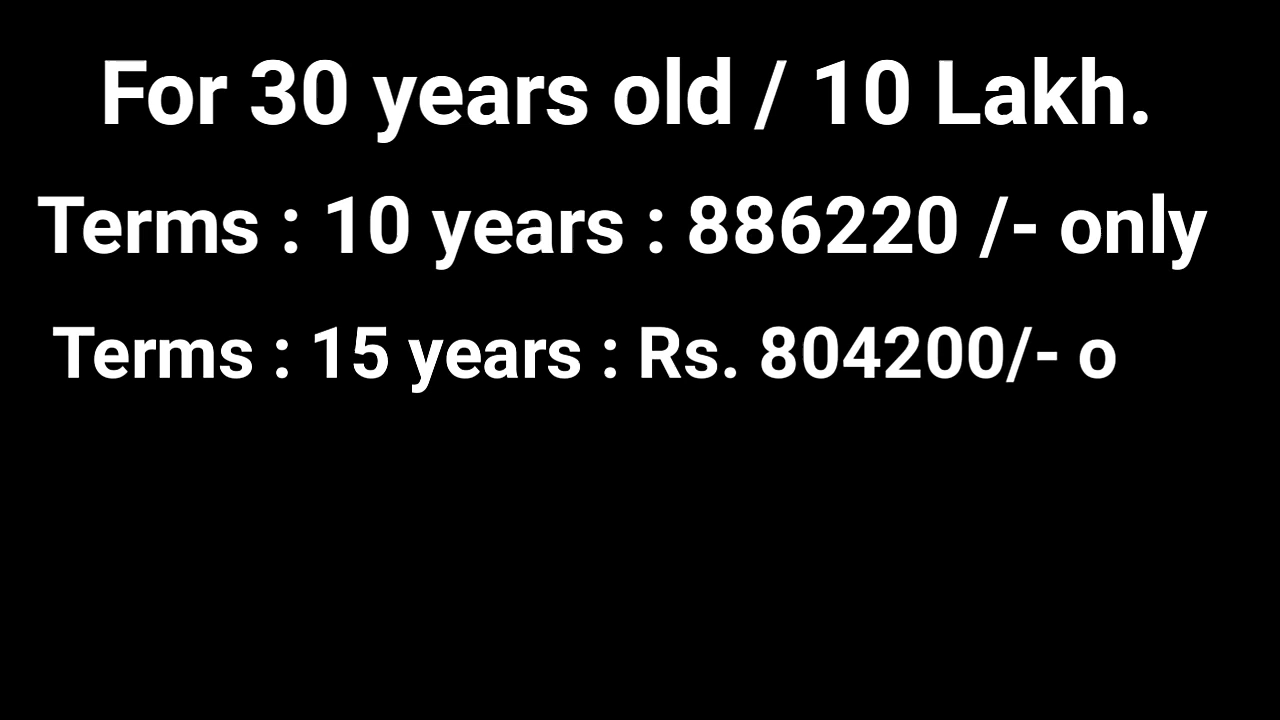 For 30 years old / 10 Lakh.
Terms : 10 years : 886220 /- only
Terms : 15 years : Rs. 804200/- o